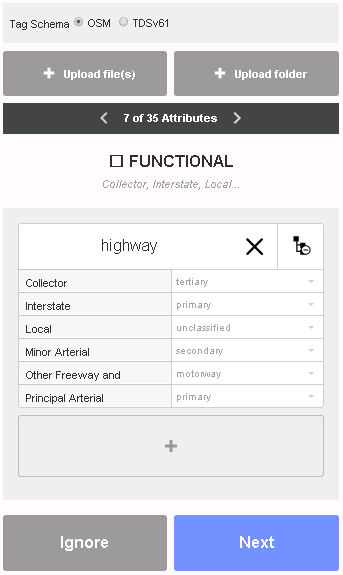 Tag Schema OSM TDSv61
Upload file(s) Upload folder
7 of 35 Attributes
FUNCTIONAL
Collector, Interstate, Local...
highway
Collector tertiary
Interstate primary
Local unclassified
Minor Arterial secondary
Other Freeway and motorway
Principal Arterial primary
Ignore Next